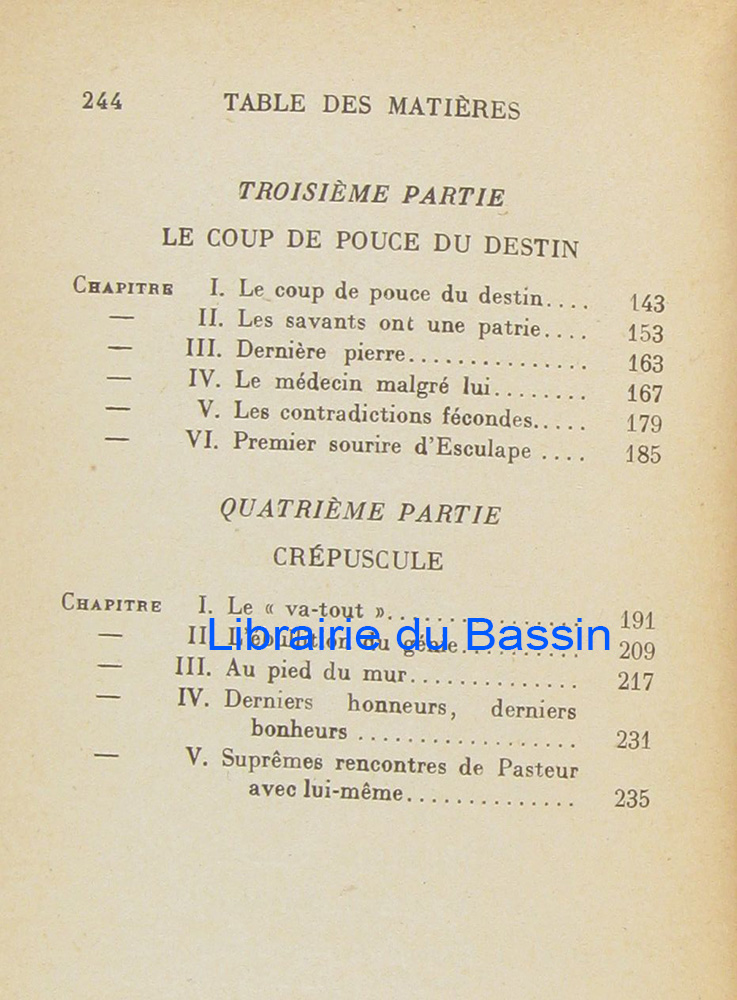 244 TABLE DES MATIÈRES
TROISIÈME PARTIE
LE COUP DE POUCE DU DESTIN
CHAPITRE I. Le coup de pouce du destin.... 143
— II. Les savants ont une patrie.... 153
— III. Dernière pierre............... 163
— IV. Le médecin malgré lui........ 167
— V. Les contradictions fécondes..... 179
— VI. Premier sourire d'Esculape .... 185
QUATRIÈME PARTIE
CRÉPUSCULE
CHAPITRE I. Le « va-tout »................ 191
— II. L'ébullition du génie.......... 209
Librairie du Bassin
— III. Au pied du mur.............. 217
— IV. Derniers honneurs, derniers
bonheurs ................... 231
— V. Suprêmes rencontres de Pasteur
avec lui-même............... 235